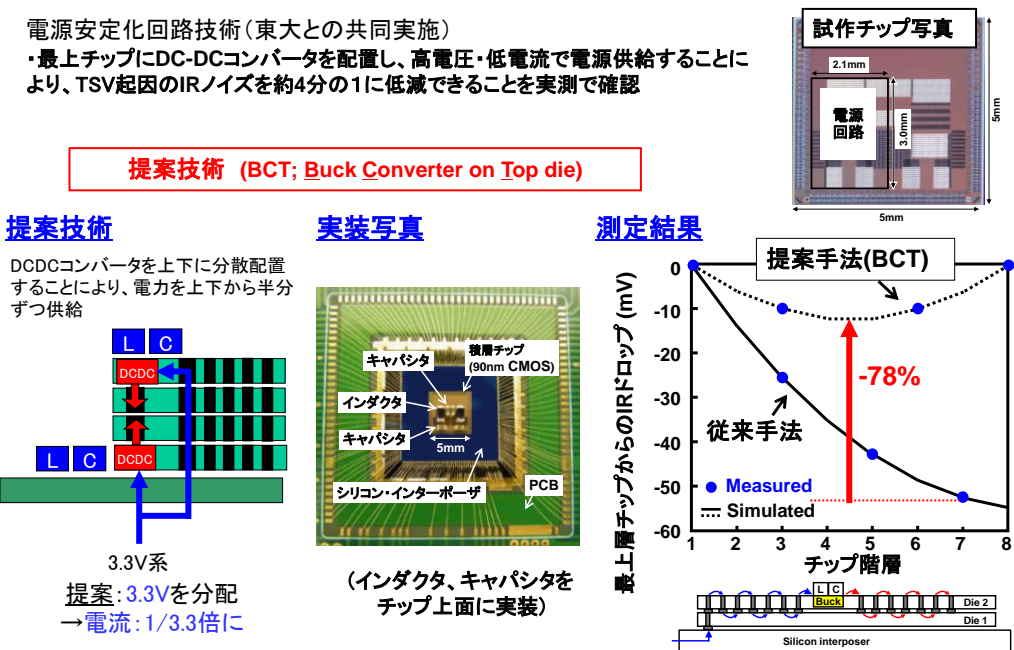 電源安定化回路技術(東大との共同実施)
・最上チップにDC-DCコンバータを配置し、高電圧・低電流で電源供給することに
より、TSV起因のIRノイズを約4分の1に低減できることを実測で確認
試作チップ写真
2.1mm
電源
回路
3.0mm
5mm
5mm
提案技術 (BCT; Buck Converter on Top die)
提案技術
DCDCコンバータを上下に分散配置
することにより、電力を上下から半分
ずつ供給
L C
DCDC
L C
DCDC
3.3V系
提案:3.3Vを分配
→電流:1/3.3倍に
実装写真
キャパシタ
積層チップ
(90nm CMOS)
インダクタ
キャパシタ
5mm
シリコン・インターポーザ
PCB
(インダクタ、キャパシタを
チップ上面に実装)
測定結果
提案手法(BCT)
最上層チップからのIRドロップ (mV)
0
-10
-20
-30
-40
-50
-60
-78%
従来手法
Measured
Simulated
1 2 3 4 5 6 7 8
チップ階層
L C
Buck
Die 2
Die 1
Silicon interposer